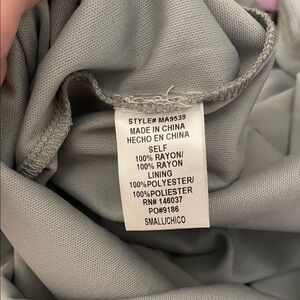 STYLE# MA9539
MADE IN CHINA
HECHO EN CHINA
SELF
100% RAYON/
100% RAYON
LINING
100%POLYESTER/
100%POLIESTER
RN# 146037
PO#9186
SMALL/CHICO